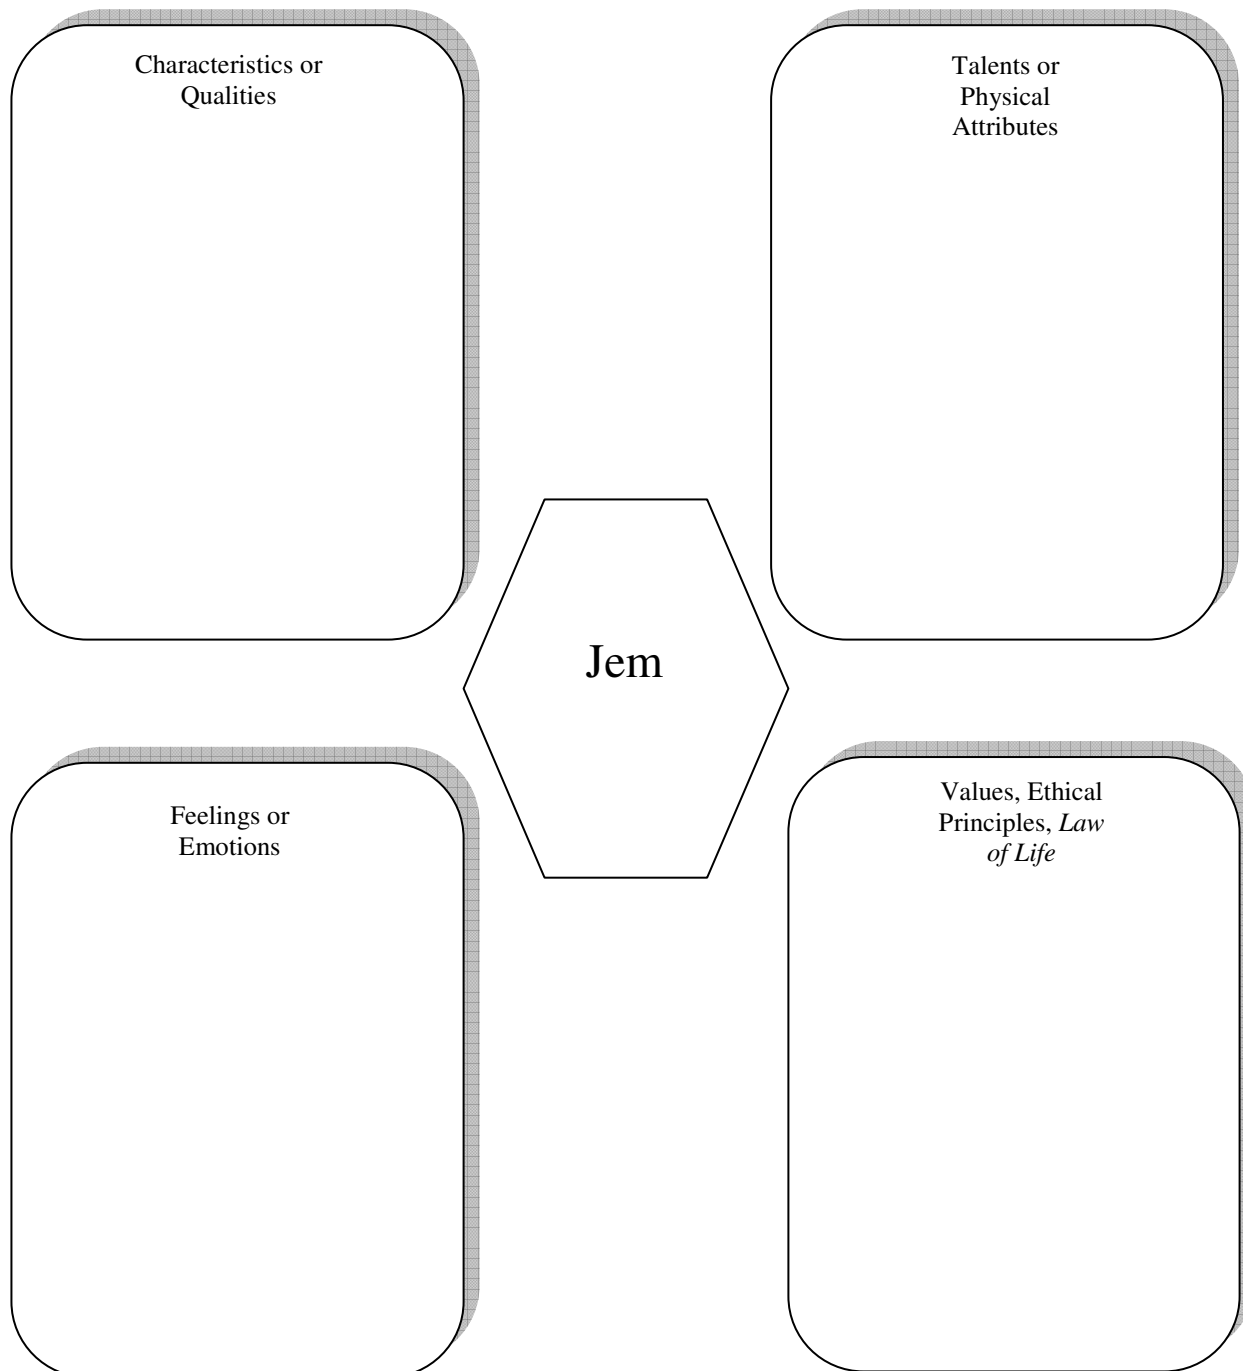 Characteristics or
Qualities
Talents or
Physical
Attributes
Jem
Feelings or
Emotions
Values, Ethical
Principles, Law
of Life